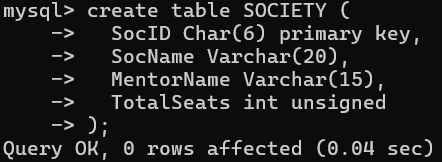 mysql> create table SOCIETY (
    ->   SocID Char(6) primary key,
    ->   SocName Varchar(20),
    ->   MentorName Varchar(15),
    ->   TotalSeats int unsigned
    -> );
Query OK, 0 rows affected (0.04 sec)